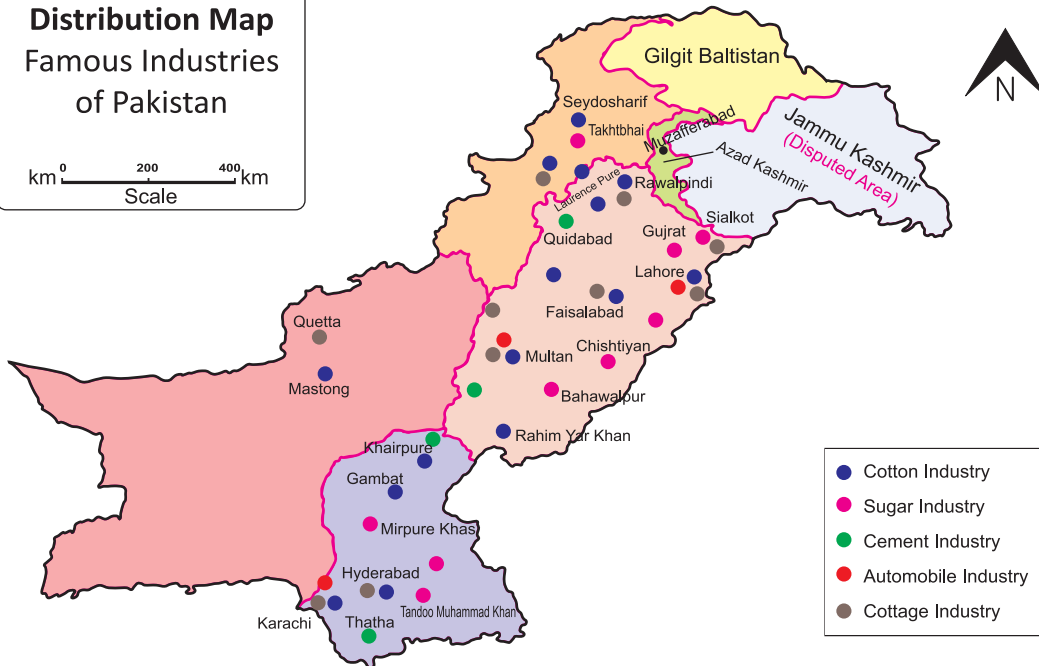 Distribution Map
Famous Industries
of Pakistan
0 200 400
km km
Scale
N
Gilgit Baltistan
Seydosharif
Takhtbhai
Muzafferabad
Jammu Kashmir
(Disputed Area)
Azad Kashmir
Laurence Pure
Rawalpindi
Sialkot
Quidabad
Gujrat
Lahore
Faisalabad
Quetta
Multan
Chishtiyan
Mastong
Bahawalpur
Rahim Yar Khan
Khairpure
Gambat
Mirpure Khas
Hyderabad
Tandoo Muhammad Khan
Karachi
Thatha
Cotton Industry
Sugar Industry
Cement Industry
Automobile Industry
Cottage Industry